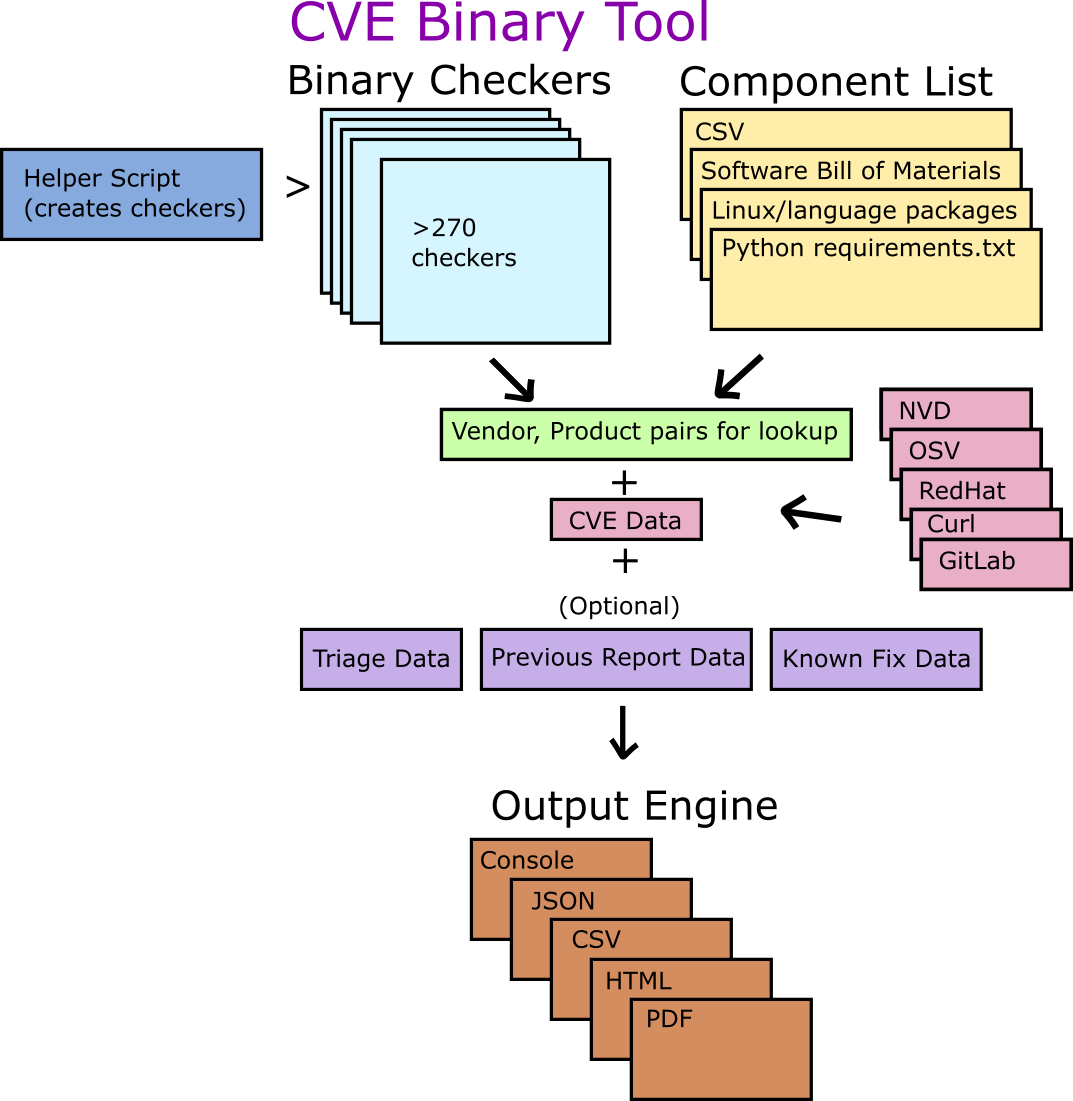 CVE Binary Tool
Binary Checkers
Component List
Helper Script
(creates checkers)
>
>270
checkers
CSV
Software Bill of Materials
Linux/language packages
Python requirements.txt
Vendor, Product pairs for lookup
+
CVE Data
+
NVD
OSV
RedHat
Curl
GitLab
(Optional)
Triage Data
Previous Report Data
Known Fix Data
Output Engine
Console
JSON
CSV
HTML
PDF